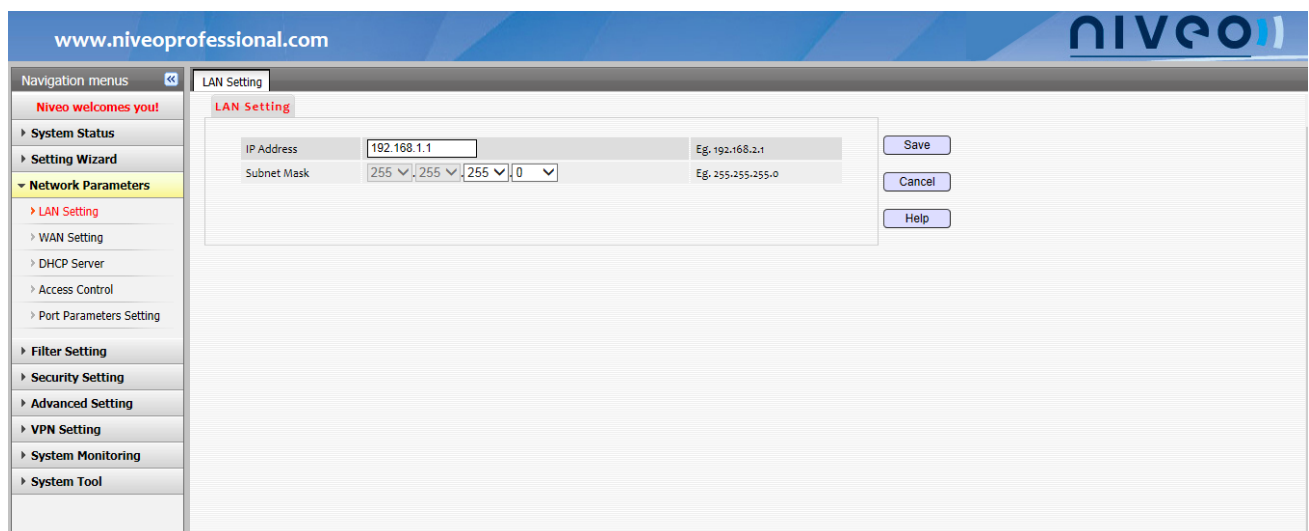 www.niveoprofessional.com
niveo
Navigation menus
Niveo welcomes you!
System Status
Setting Wizard
Network Parameters
LAN Setting
WAN Setting
DHCP Server
Access Control
Port Parameters Setting
Filter Setting
Security Setting
Advanced Setting
VPN Setting
System Monitoring
System Tool
LAN Setting
LAN Setting
IP Address 192.168.1.1 Eg. 192.168.2.1
Subnet Mask 255 . 255 . 255 . 0 Eg. 255.255.255.0
Save
Cancel
Help